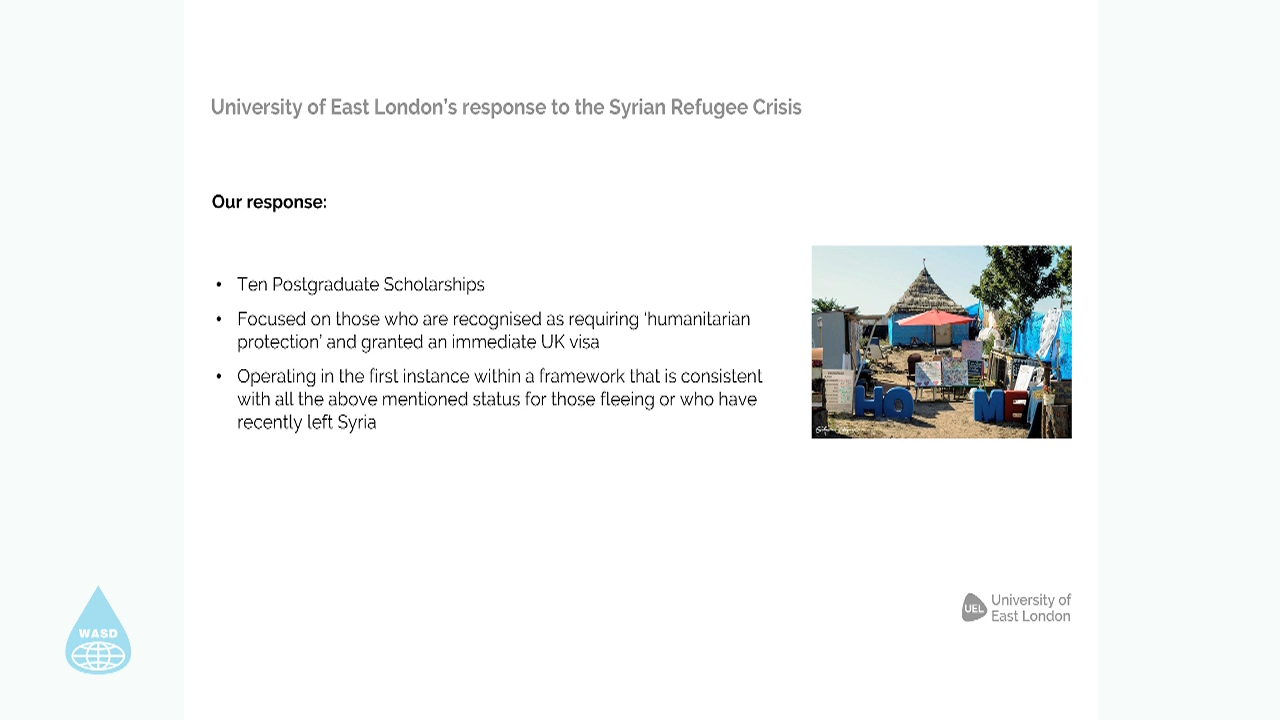 University of East London's response to the Syrian Refugee Crisis
Our response:
• Ten Postgraduate Scholarships
• Focused on those who are recognised as requiring 'humanitarian
protection' and granted an immediate UK visa
• Operating in the first instance within a framework that is consistent
with all the above mentioned status for those fleeing or who have
recently left Syria
HO ME
UEL
University of
East London
WASD